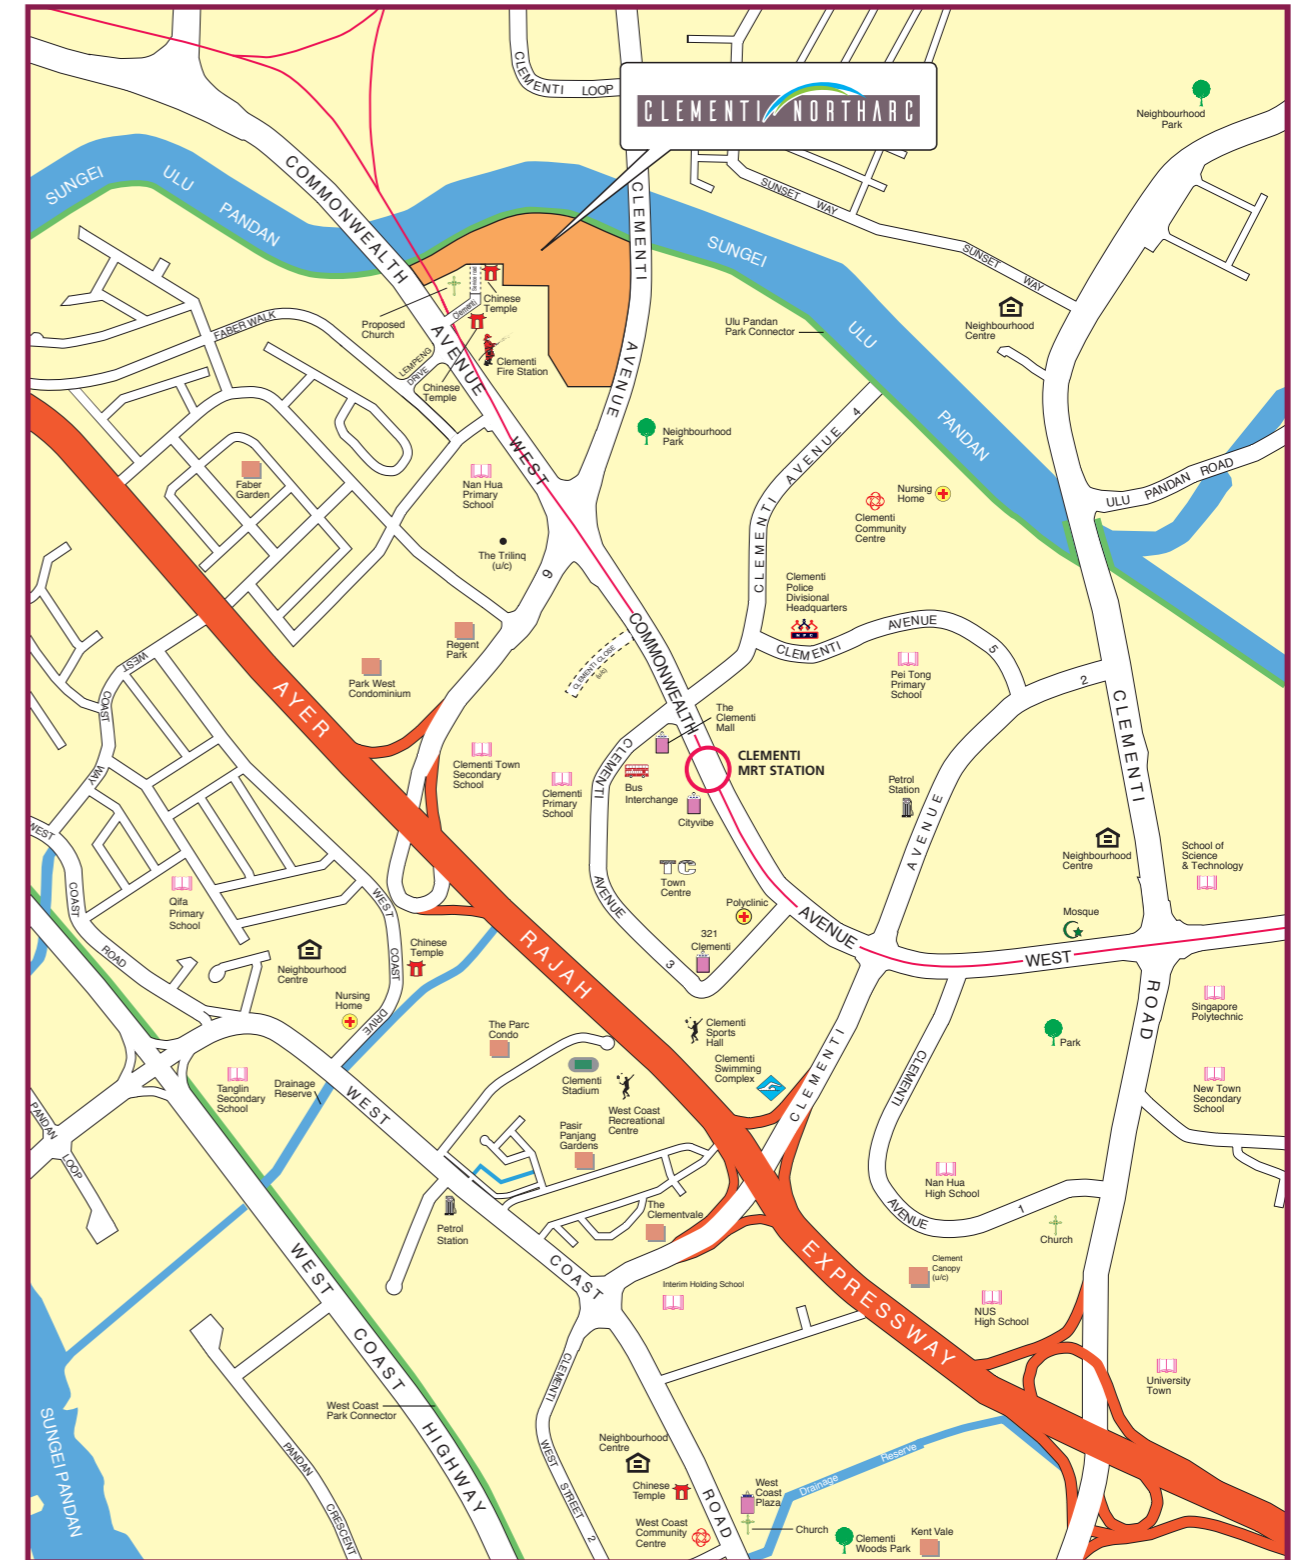 CLEMENTI LOOP
CLEMENTI NORTHARC
Neighbourhood
Park
SUNGEI
ULU
PANDAN
COMMONWEALTH
CLEMENTI
SUNSET WAY
SUNGEI
SUNSET WAY
Neighbourhood
Centre
Ulu Pandan
Park Connector
ULU
PANDAN
Chinese
Temple
Clementi
Proposed
Church
FABER WALK
AVENUE
LEMPENG
DRIVE
Clementi
Fire Station
Chinese
Temple
AVENUE
WEST
Neighbourhood
Park
CLEMENTI AVENUE 4
ULU PANDAN ROAD
Faber
Garden
Nan Hua
Primary
School
Nursing
Home
Clementi
Community
Centre
The Trilinq
(u/c)
6
Clementi
Police
Divisional
Headquarters
CLEMENTI
AVENUE
5
Regent
Park
Park West
Condominium
CLEMENTI CLOSE
(u/c)
COMMONWEALTH
Pei Tong
Primary
School
2
CLEMENTI
WEST
COAST
WAY
AYER
The
Clementi
Mall
CLEMENTI
MRT STATION
CLEMENTI
Clementi Town
Secondary
School
Clementi
Primary
School
Bus
Interchange
Cityvibe
Petrol
Station
AVENUE
TC
Town
Centre
Neighbourhood
Centre
School of
Science
& Technology
WEST
COAST
ROAD
Qifa
Primary
School
WEST
COAST
DRIVE
AVENUE
3
Polyclinic
321
Clementi
AVENUE
Mosque
WEST
Neighbourhood
Centre
Chinese
Temple
Nursing
Home
RAJAH
ROAD
Singapore
Polytechnic
The Parc
Condo
Clementi
Sports
Hall
Clementi
Swimming
Complex
CLEMENTI
Park
Tanglin
Secondary
School
Drainage
Reserve
WEST
Clementi
Stadium
West Coast
Recreational
Centre
Pasir
Panjang
Gardens
CLEMENTI
New Town
Secondary
School
PANDAN
LOOP
Nan Hua
High School
AVENUE
1
Church
Petrol
Station
The
Clementvale
WEST
COAST
EXPRESSWAY
Clement
Canopy
(u/c)
Interim Holding School
NUS
High School
COAST
CLEMENTI
University
Town
West Coast
Park Connector
HIGHWAY
SUNGEI PANDAN
PANDAN
CRESCENT
WEST
STREET
2
Neighbourhood
Centre
Chinese
Temple
ROAD
West
Coast
Plaza
Drainage Reserve
West Coast
Community
Centre
Church
Clementi
Woods Park
Kent Vale